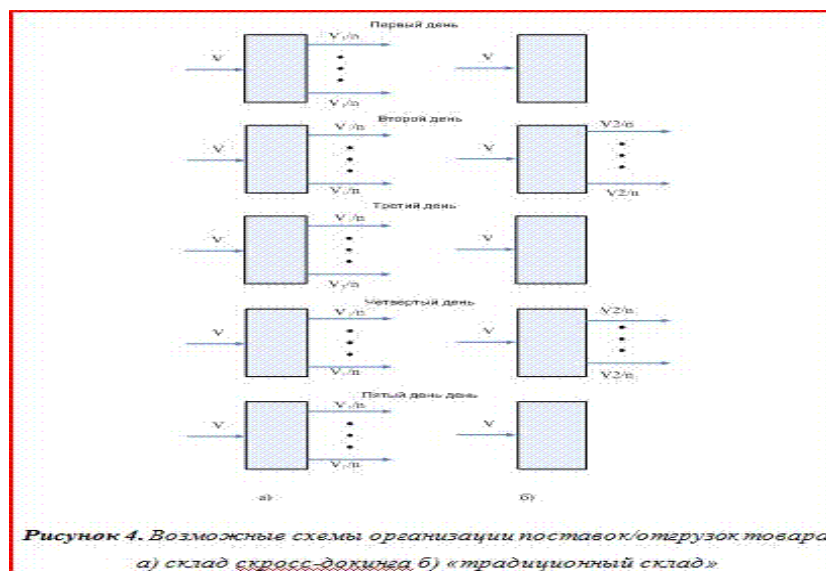 Первый день
V V₁/n V
V₁/n
Второй день
V V₁/n V V2/n
V₁/n V2/n
Третий день
V V₁/n V
V₁/n
Четвертый день
V V₁/n V V2/n
V₁/n V2/n
Пятый день день
V V₁/n V
V₁/n
а) б)
Рисунок 4. Возможные схемы организации поставок/отгрузок товара
а) склад скросс-докинга б) «традиционный склад»